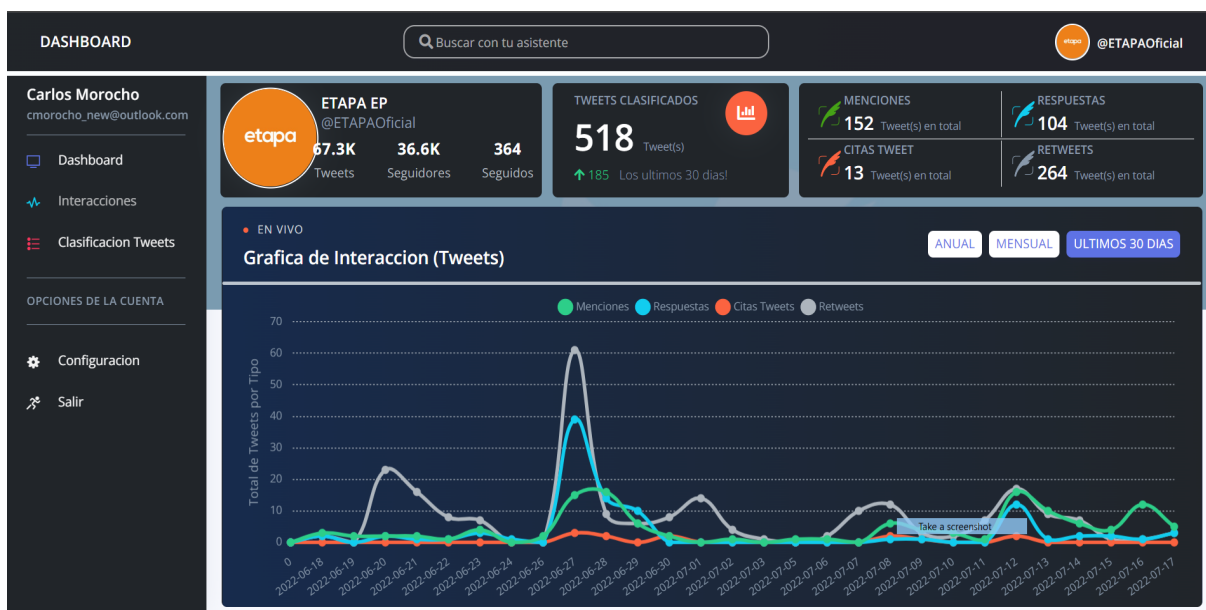 DASHBOARD
Buscar con tu asistente
etapa
@ETAPAOficial
Carlos Morocho
cmorocho_new@outlook.com
Dashboard
Interacciones
Clasificacion Tweets
OPCIONES DE LA CUENTA
Configuracion
Salir
etapa
ETAPA EP
@ETAPAOficial
67.3K 36.6K 364
Tweets Seguidores Seguidos
TWEETS CLASIFICADOS
518 Tweet(s)
185 Los ultimos 30 dias!
MENCIONES
152 Tweet(s) en total
RESPUESTAS
104 Tweet(s) en total
CITAS TWEET
13 Tweet(s) en total
RETWEETS
264 Tweet(s) en total
EN VIVO
Grafica de Interaccion (Tweets)
ANUAL
MENSUAL
ULTIMOS 30 DIAS
Menciones Respuestas Citas Tweets Retweets
Total de Tweets por Tipo
70
60
50
40
30
20
10
0
Take a screenshot
0 2022-06-18 2022-06-19 2022-06-20 2022-06-21 2022-06-22 2022-06-23 2022-06-24 2022-06-26 2022-06-27 2022-06-28 2022-06-29 2022-06-30 2022-07-01 2022-07-02 2022-07-03 2022-07-05 2022-07-06 2022-07-07 2022-07-08 2022-07-09 2022-07-10 2022-07-11 2022-07-12 2022-07-13 2022-07-14 2022-07-15 2022-07-16 2022-07-17